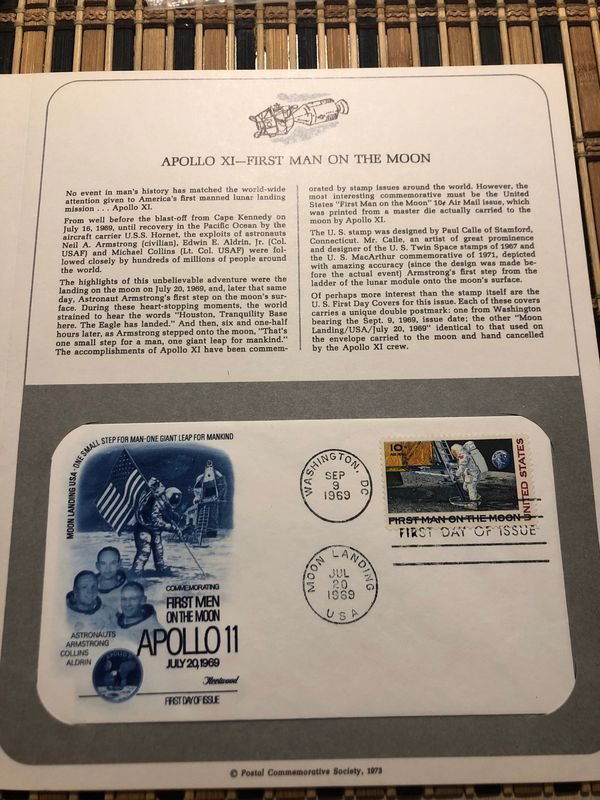 APOLLO XI—FIRST MAN ON THE MOON
No event in man's history has matched the world-wide
attention given to America's first manned lunar landing
mission . . . Apollo XI.
From well before the blast-off from Cape Kennedy on
July 16, 1969, until recovery in the Pacific Ocean by the
aircraft carrier U.S.S. Hornet, the exploits of astronauts
Neil A. Armstrong (civilian), Edwin E. Aldrin, Jr. (Col.
USAF) and Michael Collins (Lt. Col. USAF) were fol-
lowed closely by hundreds of millions of people around
the world.
The highlights of this unbelievable adventure were the
landing on the moon on July 20, 1969, and, later that same
day, Astronaut Armstrong's first step on the moon's sur-
face. During these heart-stopping moments, the world
strained to hear the words "Houston, Tranquility Base
here. The Eagle has landed." And then, six and one-half
hours later, as Armstrong stepped onto the moon, "That's
one small step for a man, one giant leap for mankind."
The accomplishments of Apollo XI have been commem-
orated by stamp issues around the world. However, the
most interesting commemorative must be the United
States "First Man on the Moon" 10¢ Air Mail issue, which
was printed from a master die actually carried to the
moon by Apollo XI.
The U. S. stamp was designed by Paul Calle of Stamford,
Connecticut. Mr. Calle, an artist of great prominence
and designer of the U. S. Twin Space stamps of 1967 and
the U. S. MacArthur commemorative of 1971, depicted
with amazing accuracy (since the design was made be-
fore the actual event) Armstrong's first step from the
ladder of the lunar module onto the moon's surface.
Of perhaps more interest than the stamp itself are the
U. S. First Day Covers for this issue. Each of these covers
carries a unique double postmark: one from Washington
bearing the Sept. 9, 1969, issue date; the other "Moon
Landing/USA/July 20, 1969" identical to that used on
the envelope carried to the moon and hand cancelled
by the Apollo XI crew.
MOON LANDING USA · ONE SMALL STEP FOR MAN-ONE GIANT LEAP FOR MANKIND
COMMEMORATING
FIRST MEN
ON THE MOON
APOLLO 11
JULY 20, 1969
ASTRONAUTS
ARMSTRONG
COLLINS
ALDRIN
APOLLO 11
Fleetwood
FIRST DAY OF ISSUE
WASHINGTON, DC
SEP
9
1969
MOON LANDING
JUL
20
1969
USA
10¢
UNITED STATES
FIRST MAN ON THE MOON
FIRST DAY OF ISSUE
© Postal Commemorative Society, 1973